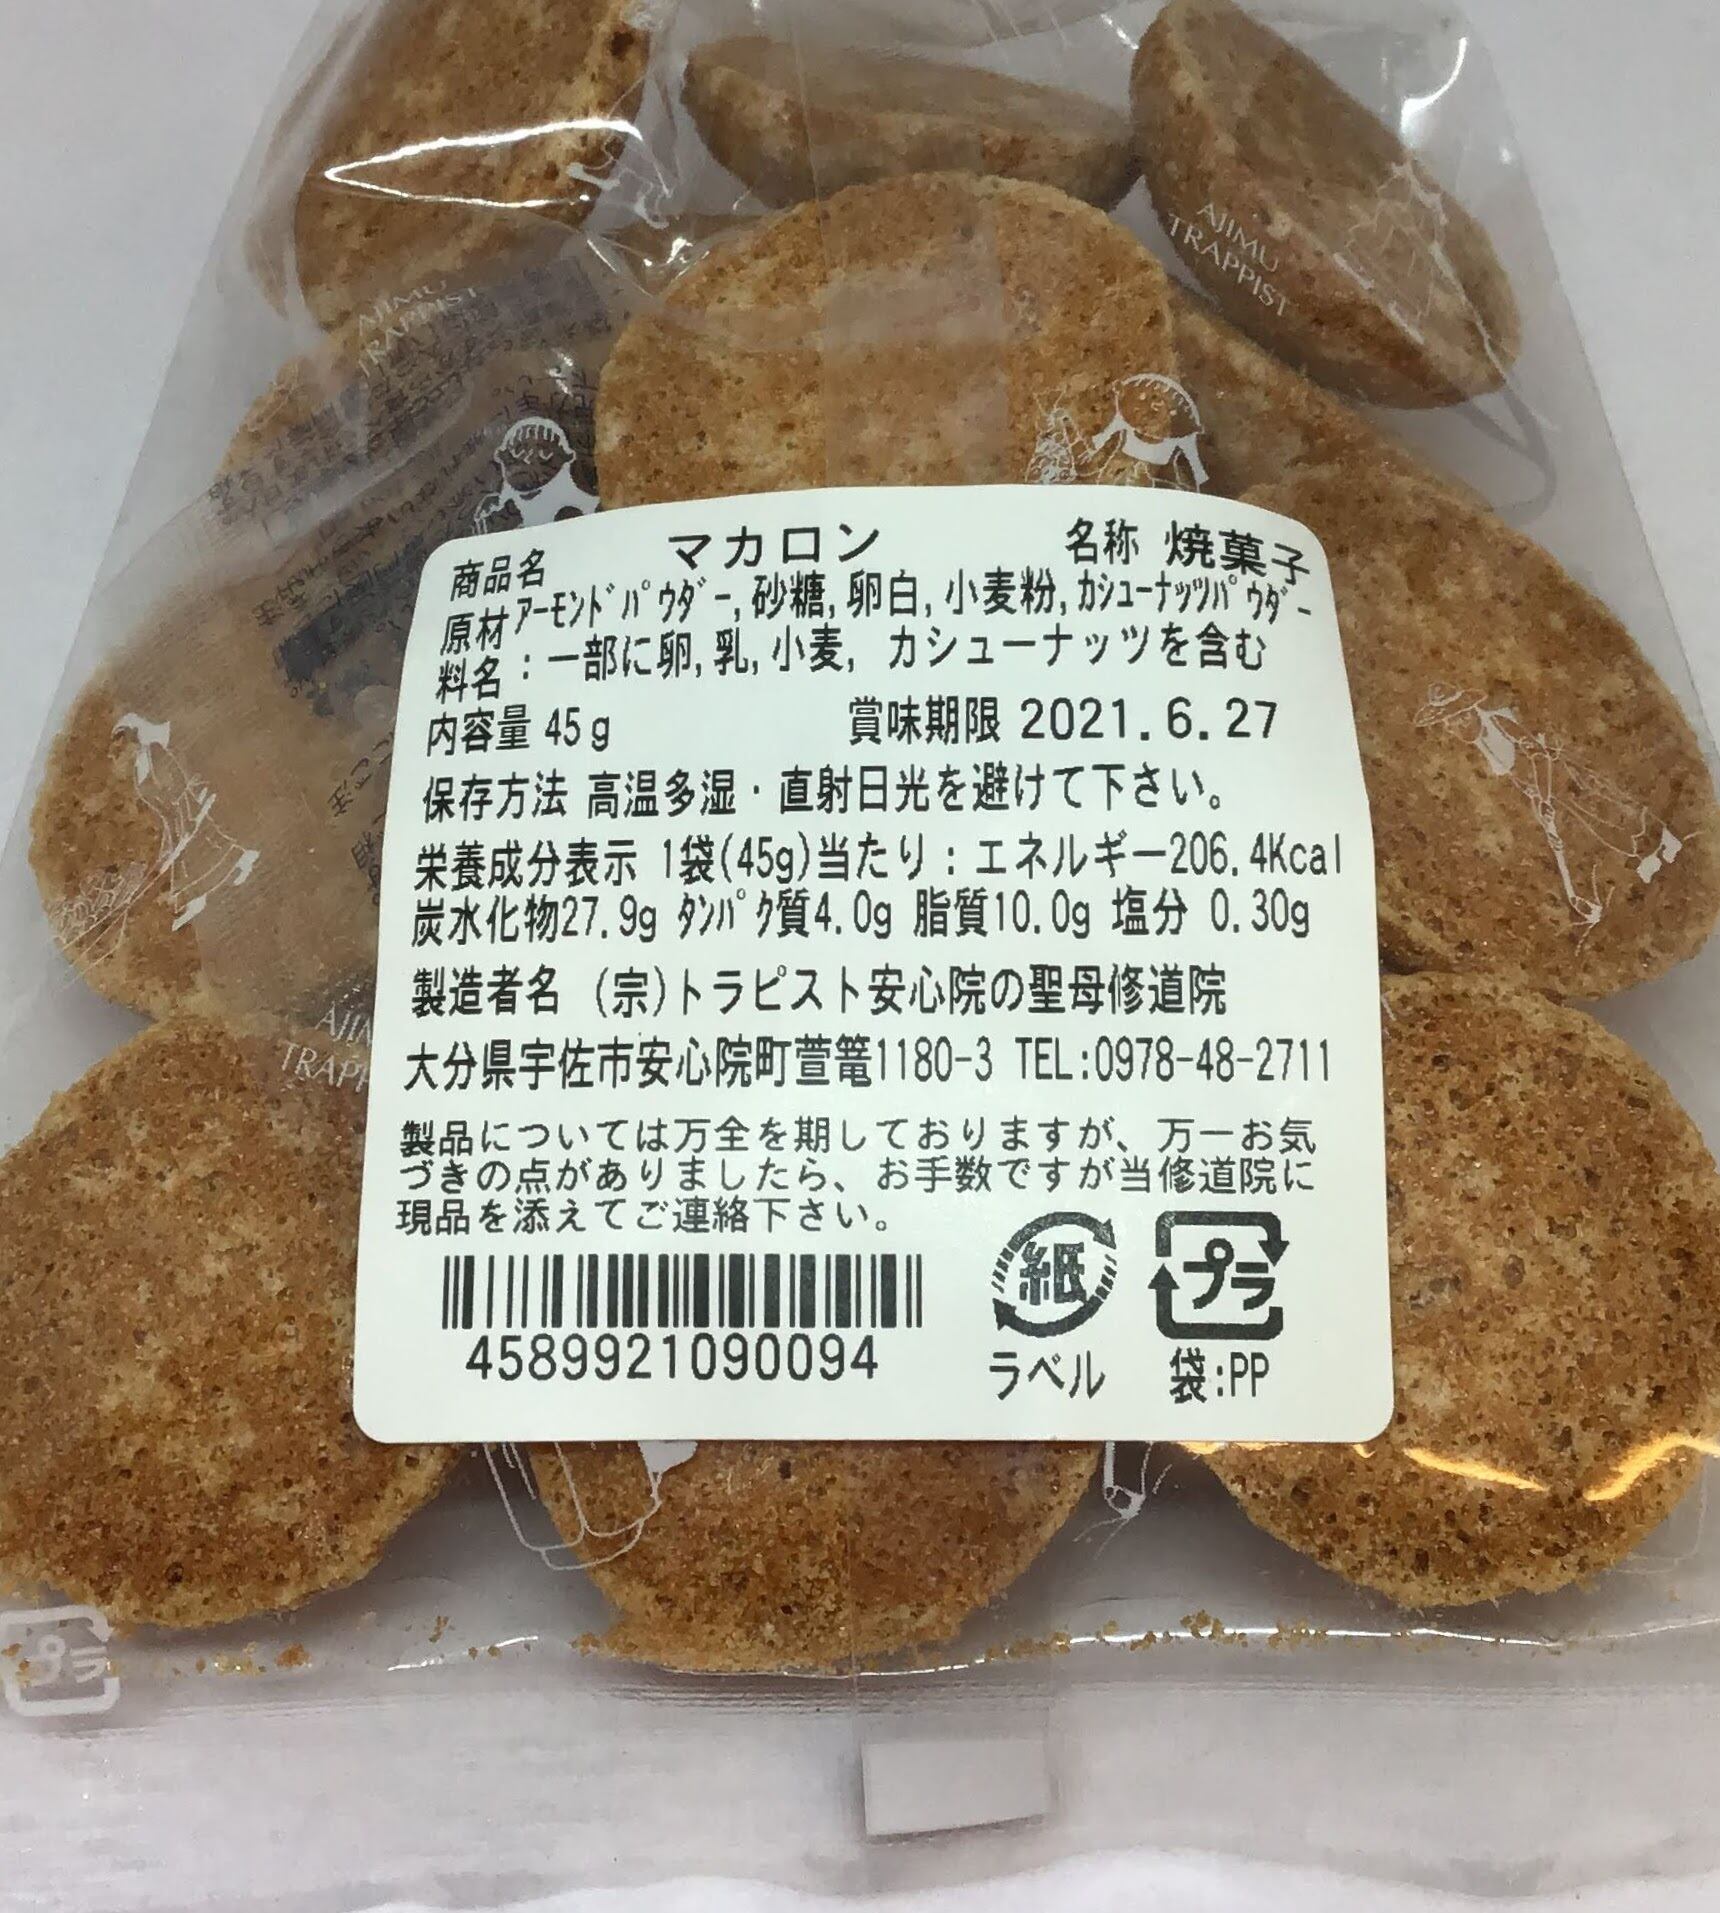 AJIMU
TRAPPIST
AJIMU
TRAPPIST
商品名 マカロン 名称 焼菓子
原材料名:アーモンドパウダー,砂糖,卵白,小麦粉,カシューナッツパウダー
一部に卵,乳,小麦, カシューナッツを含む
内容量 45g 賞味期限 2021.6.27
保存方法 高温多湿・直射日光を避けて下さい。
栄養成分表示 1袋(45g)当たり:エネルギー206.4Kcal
炭水化物27.9g タンパク質4.0g 脂質10.0g 塩分 0.30g
製造者名 (宗)トラピスト安心院の聖母修道院
大分県宇佐市安心院町萱篭1180-3 TEL:0978-48-2711
製品については万全を期しておりますが、万一お気
づきの点がありましたら、お手数ですが当修道院に
現品を添えてご連絡下さい。
紙 プラ
4589921090094 ラベル 袋:PP
プラ